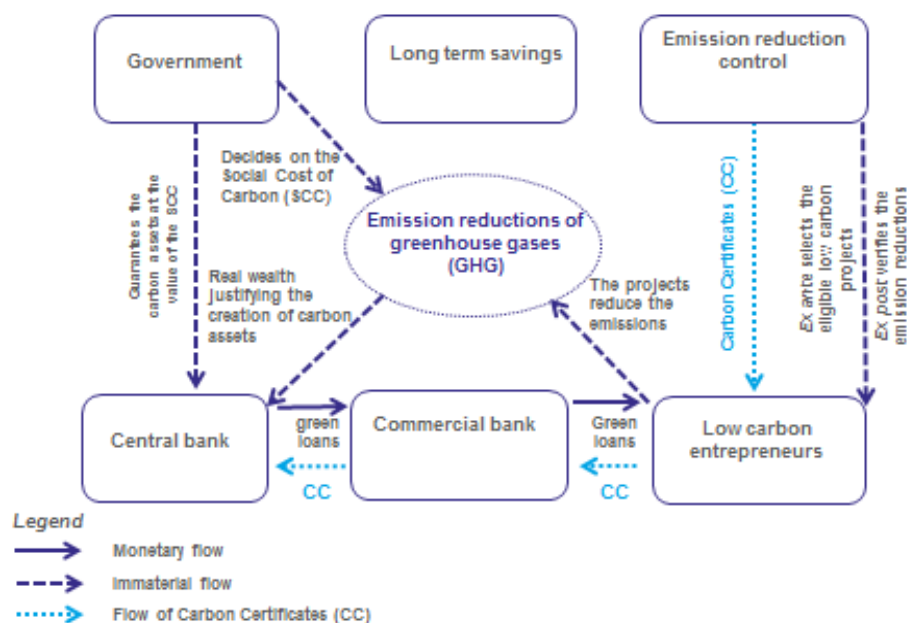 Government
Long term savings
Emission reduction
control
Decides on the
Social Cost of
Carbon (SCC)
Guarantees the
carbon assets at the
value of the SCC
Emission reductions of
greenhouse gases
(GHG)
Carbon Certificates (CC)
Ex ante selects the
eligible low carbon
projects
Ex post verifies the
emission reductions
Real wealth
justifying the
creation of carbon
assets
The projects
reduce the
emissions
Central bank
green
loans
CC
Commercial bank
Green
loans
CC
Low carbon
entrepreneurs
Legend
Monetary flow
Immaterial flow
Flow of Carbon Certificates (CC)